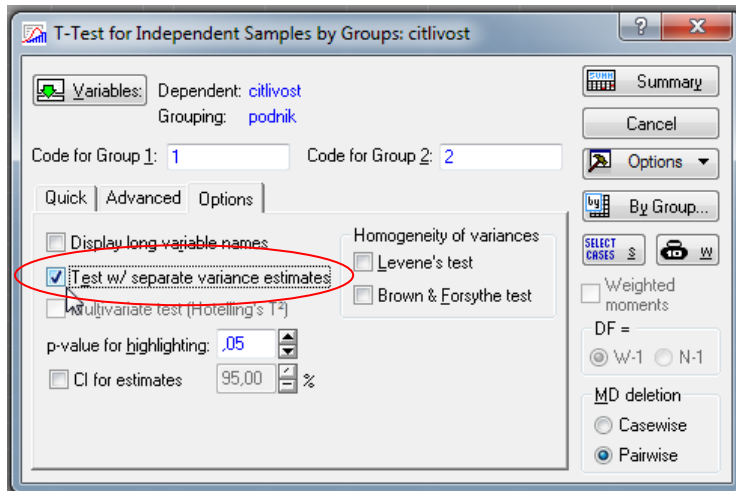 T-Test for Independent Samples by Groups: citlivost
?
x
Variables:
Dependent: citlivost
Grouping: podnik
Code for Group 1: 1
Code for Group 2: 2
Quick
Advanced
Options
Display long variable names
Test w/ separate variance estimates
Multivariate test (Hotelling's T²)
p-value for highlighting: ,05
CI for estimates 95,00 %
Homogeneity of variances
Levene's test
Brown & Forsythe test
SUMM Summary
Cancel
Options
by By Group...
SELECT CASES S
W
Weighted
moments
DF =
W-1 N-1
MD deletion
Casewise
Pairwise